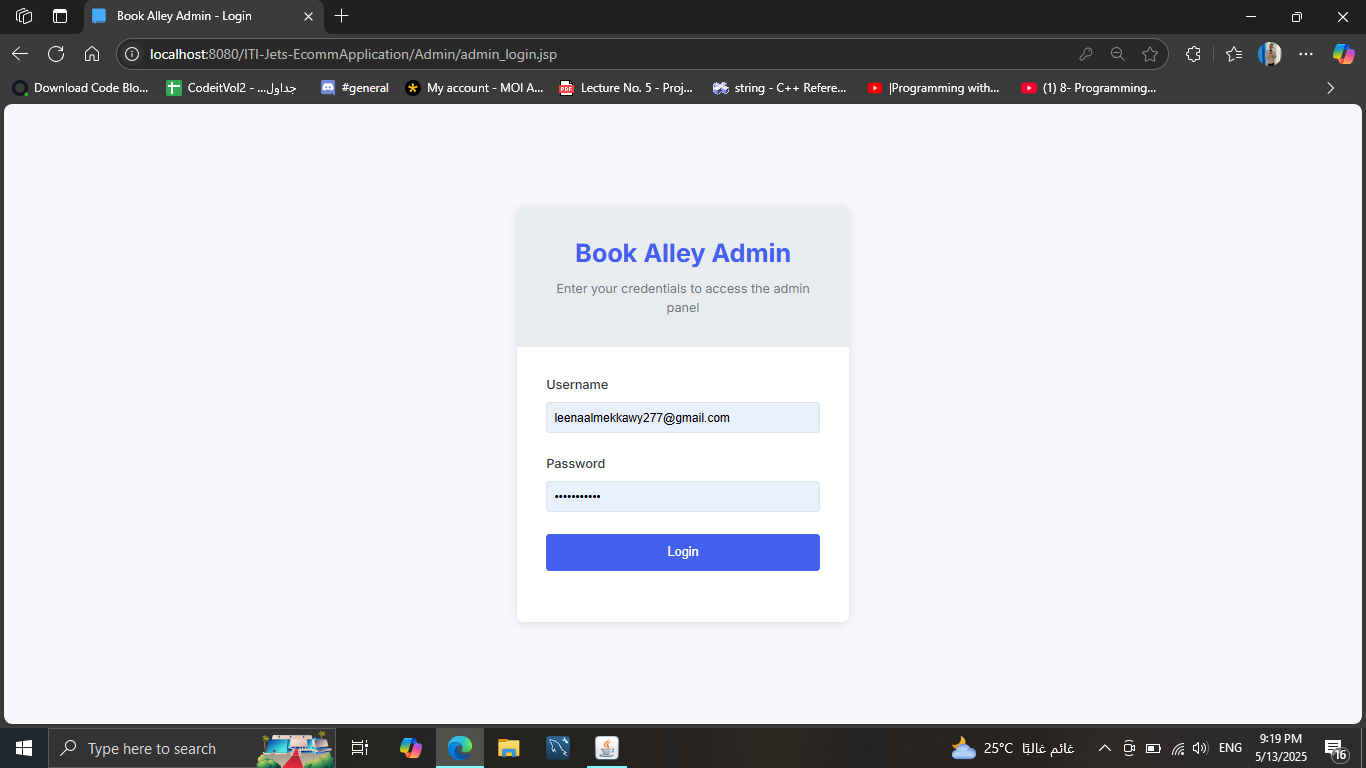 Book Alley Admin - Login
localhost:8080/ITI-Jets-EcommApplication/Admin/admin_login.jsp
Download Code Blo...
CodeitVol2 - ...جداول
#general
My account - MOI A...
Lecture No. 5 - Proj...
string - C++ Refere...
|Programming with...
(1) 8- Programming...
Book Alley Admin
Enter your credentials to access the admin
panel
Username
leenaalmekkawy277@gmail.com
Password
•••••••••••
Login
Type here to search
25°C غائم غالبًا
ENG
9:19 PM
5/13/2025
16